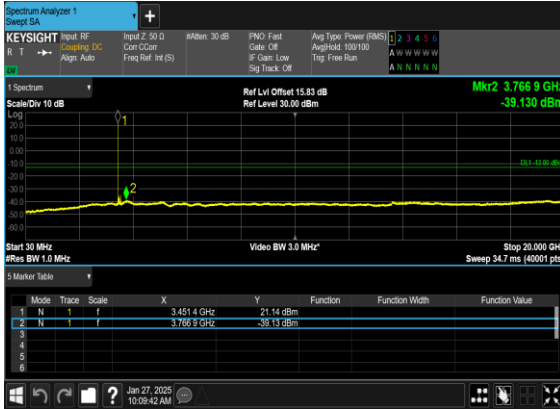 Spectrum Analyzer 1
Swept SA
+
KEYSIGHT Input: RF Input Z: 50 Ω #Atten: 30 dB PNO: Fast Avg Type: Power (RMS) 1 2 3 4 5 6
R T Coupling: DC Corr CCorr Gate: Off Avg|Hold: 100/100 A W W W W W
Align: Auto Freq Ref: Int (S) IF Gain: Low Trig: Free Run
Sig Track: Off A N N N N N
1 Spectrum Ref Lvl Offset 15.83 dB Mkr2 3.766 9 GHz
Scale/Div 10 dB Ref Level 30.00 dBm -39.130 dBm
Log
20.0
10.0
0.00
-10.0
DL1 -13.00 dBm
-20.0
-30.0
-40.0
-50.0
-60.0
1
2
Start 30 MHz Video BW 3.0 MHz* Stop 20.000 GHz
#Res BW 1.0 MHz Sweep 34.7 ms (40001 pts)
5 Marker Table
Mode Trace Scale X Y Function Function Width Function Value
1 N 1 f 3.451 4 GHz 21.14 dBm
2 N 1 f 3.766 9 GHz -39.13 dBm
3
4
5
6
? Jan 27, 2025
10:09:42 AM